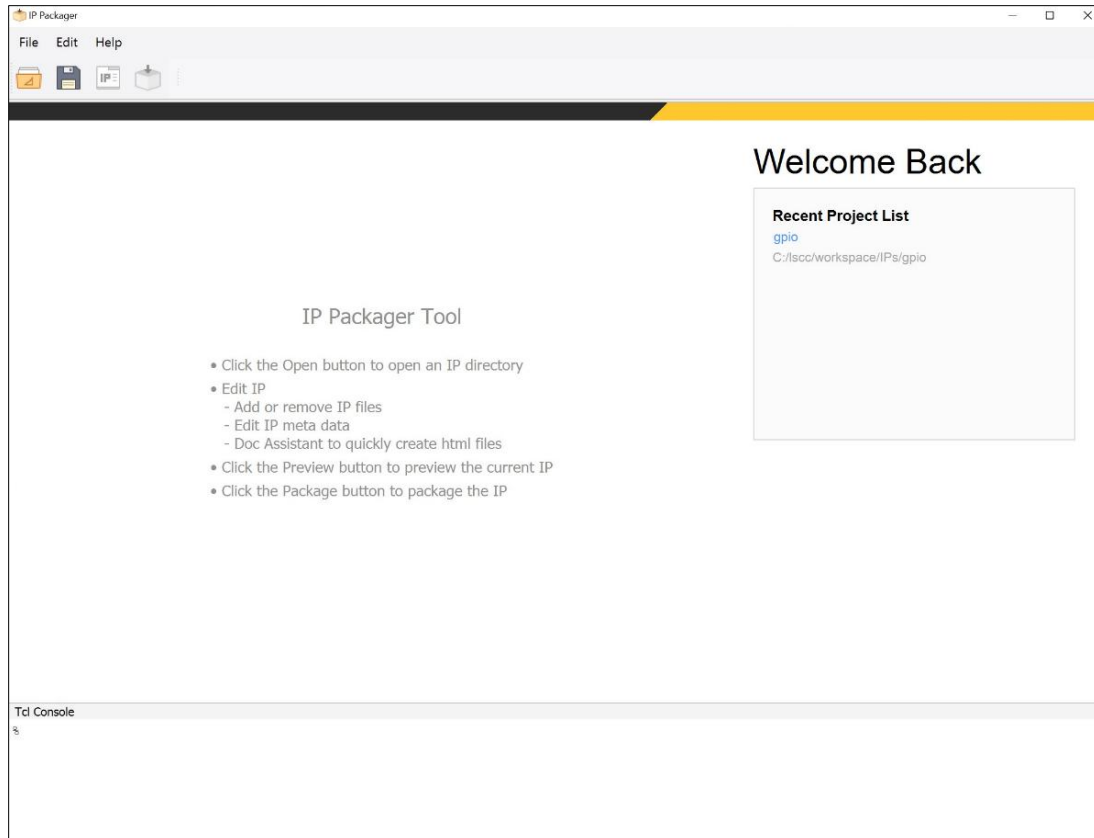 IP Packager
File Edit Help
IP
Welcome Back
Recent Project List
gpio
C:/lscc/workspace/IPs/gpio
IP Packager Tool
• Click the Open button to open an IP directory
• Edit IP
- Add or remove IP files
- Edit IP meta data
- Doc Assistant to quickly create html files
• Click the Preview button to preview the current IP
• Click the Package button to package the IP
Tcl Console
%